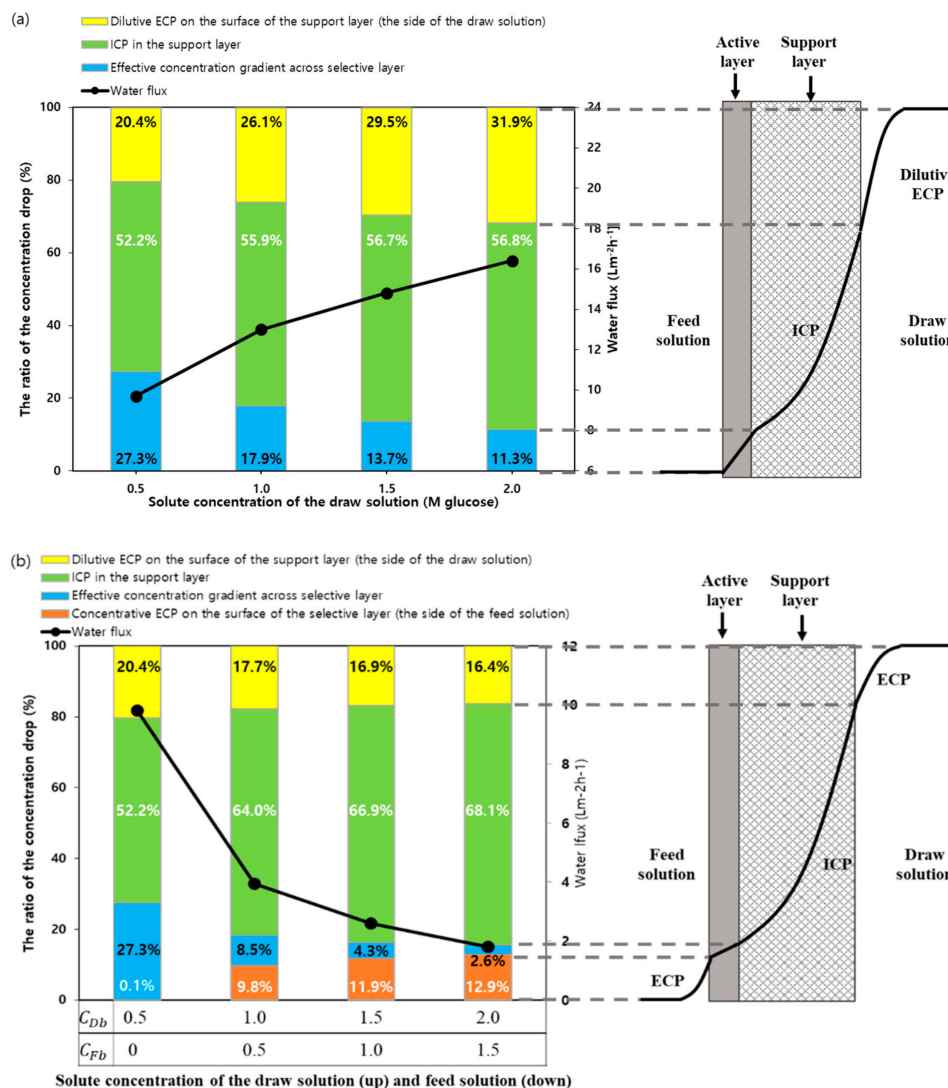 (a)
Dilutive ECP on the surface of the support layer (the side of the draw solution)
ICP in the support layer
Effective concentration gradient across selective layer
Water flux
Active layer
Support layer
The ratio of the concentration drop (%)
100
80
60
40
20
0
20.4% 26.1% 29.5% 31.9%
52.2% 55.9% 56.7% 56.8%
27.3% 17.9% 13.7% 11.3%
24
22
20
18
16
14
12
10
8
6
Water flux (Lm-2h-1)
0.5 1.0 1.5 2.0
Solute concentration of the draw solution (M glucose)
Dilutive ECP
Feed solution
ICP
Draw solution
(b)
Dilutive ECP on the surface of the support layer (the side of the draw solution)
ICP in the support layer
Effective concentration gradient across selective layer
Concentrative ECP on the surface of the selective layer (the side of the feed solution)
Water flux
Active layer
Support layer
The ratio of the concentration drop (%)
100
80
60
40
20
0
20.4% 17.7% 16.9% 16.4%
52.2% 64.0% 66.9% 68.1%
27.3% 8.5% 4.3% 2.6%
0.1% 9.8% 11.9% 12.9%
12
10
8
6
4
2
0
Water lfux (Lm-2h-1)
ECP
Feed solution
ICP
Draw solution
ECP
CDb 0.5 1.0 1.5 2.0
CFb 0 0.5 1.0 1.5
Solute concentration of the draw solution (up) and feed solution (down)